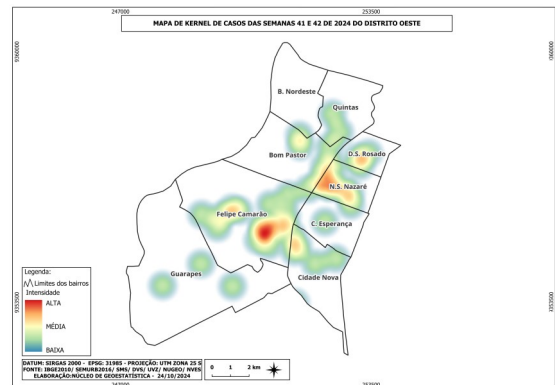 MAPA DE KERNEL DE CASOS DAS SEMANAS 41 E 42 DE 2024 DO DISTRITO OESTE
247000
253500
9360000
9360000
B. Nordeste
Quintas
Bom Pastor
D.S. Rosado
N.S. Nazaré
Felipe Camarão
C. Esperança
Guarapes
Cidade Nova
9353500
9353500
Legenda:
Limites dos bairros
Intensidade
ALTA
MÉDIA
BAIXA
DATUM: SIRGAS 2000 - EPSG: 31985 - PROJEÇÃO: UTM ZONA 25 S
FONTE: IBGE2010/ SEMURB2016/ SMS/ DVS/ UVZ/ NUGEO/ NVES
ELABORAÇÃO:NÚCLEO DE GEOESTATÍSTICA - 24/10/2024
0 1 2 km
247000
253500